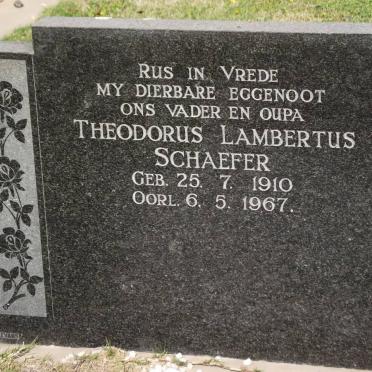 RUS IN VREDE
MY DIERBARE EGGENOOT
ONS VADER EN OUPA
THEODORUS LAMBERTUS
SCHAEFER
GEB. 25. 7. 1910
OORL. 6. 5. 1967.